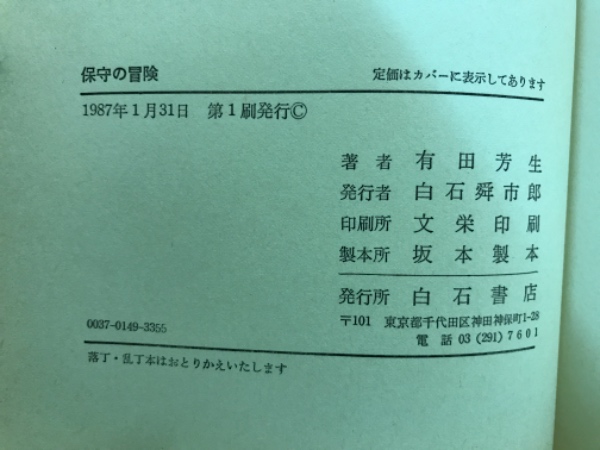 保守の冒険
定価はカバーに表示してあります
1987年1月31日 第1刷発行©
著者 有田芳生
発行者 白石舜市郎
印刷所 文栄印刷
製本所 坂本製本
発行所 白石書店
〒101 東京都千代田区神田神保町1-28
電話 03 (291) 7601
0037-0149-3355
落丁・乱丁本はおとりかえいたします